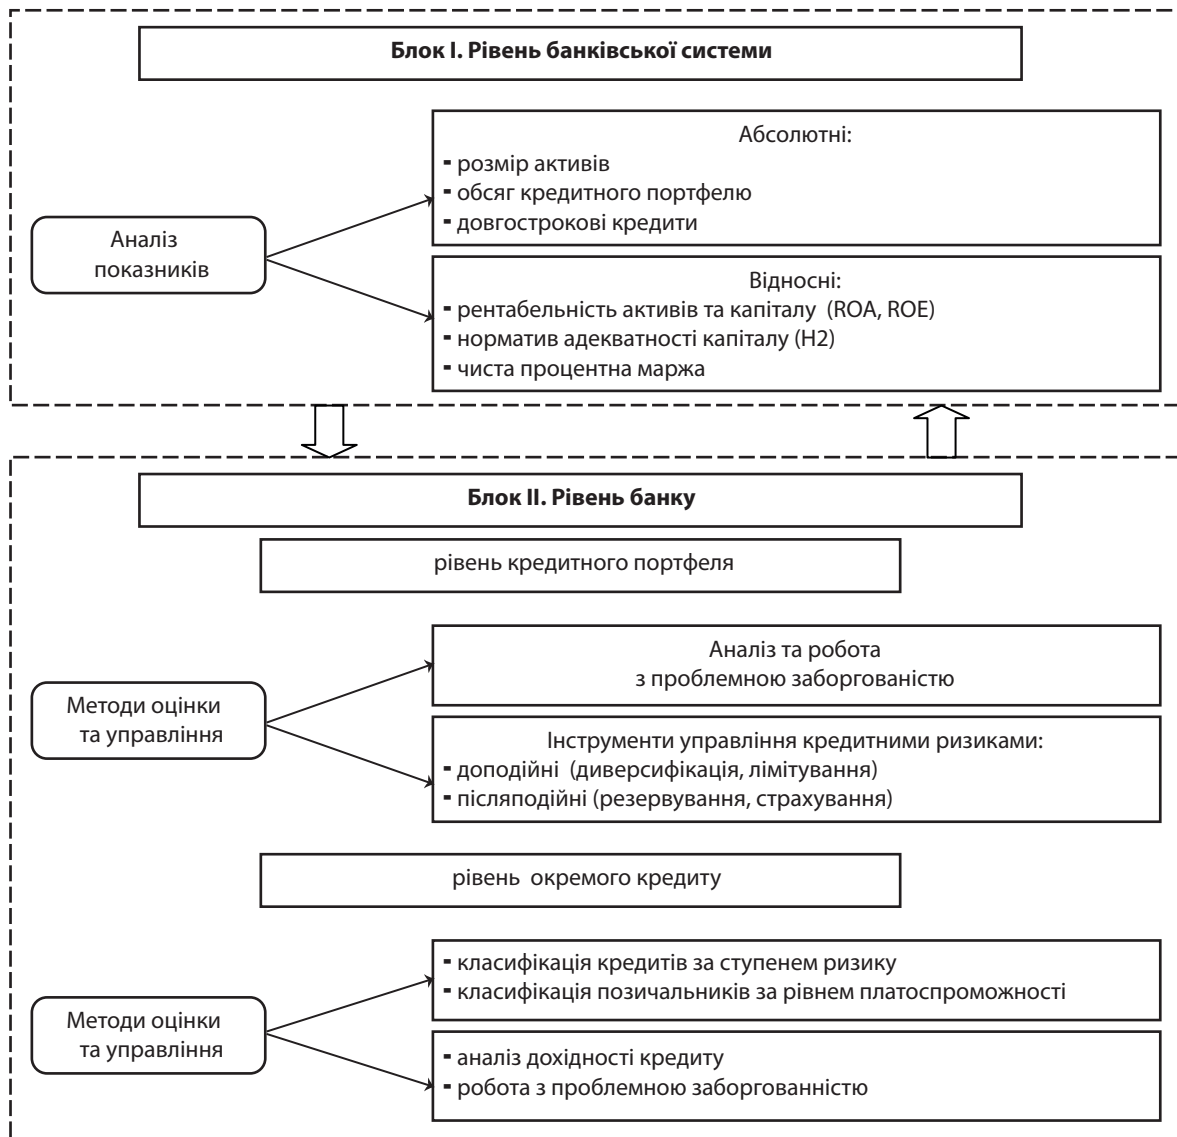 Блок I. Рівень банківської системи
Абсолютні:
- розмір активів
- обсяг кредитного портфелю
- довгострокові кредити
Аналіз
показників
Відносні:
- рентабельність активів та капіталу (ROA, ROE)
- норматив адекватності капіталу (Н2)
- чиста процентна маржа
Блок II. Рівень банку
рівень кредитного портфеля
Аналіз та робота
з проблемною заборгованістю
Методи оцінки
та управління
Інструменти управління кредитними ризиками:
- доподійні (диверсифікація, лімітування)
- післяподійні (резервування, страхування)
рівень окремого кредиту
- класифікація кредитів за ступенем ризику
- класифікація позичальників за рівнем платоспроможності
Методи оцінки
та управління
- аналіз дохідності кредиту
- робота з проблемною заборгованністю